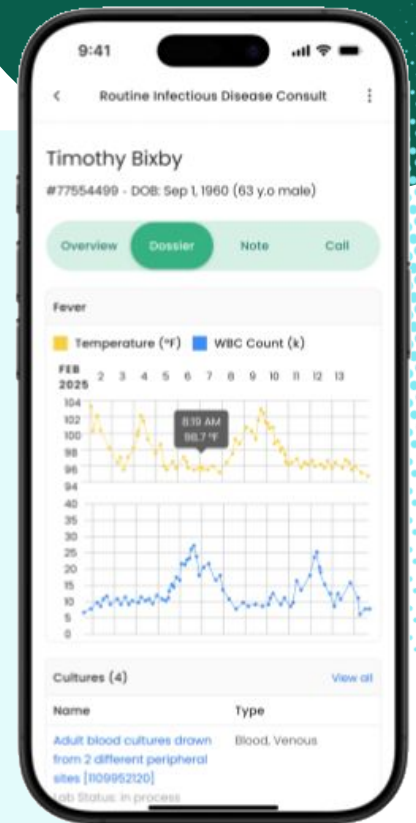 9:41
Routine Infectious Disease Consult
Timothy Bixby
#77554499 - DOB: Sep 1, 1960 (63 y.o male)
Overview Dossier Note Call
Fever
Temperature (°F) WBC Count (k)
FEB
2025 2 3 4 5 6 7 8 9 10 11 12 13
104
102
100
98
96
94
8:19 AM
98.7 °F
40
35
30
25
20
15
10
5
0
Cultures (4) View all
Name Type
Adult blood cultures drawn Blood, Venous
from 2 different peripheral
sites [1109952120]
Lab Status: in process